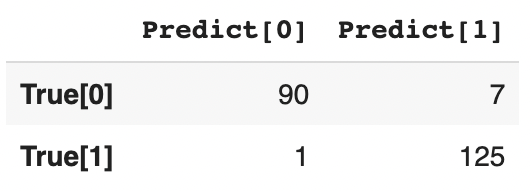 Predict[0] Predict[1]
True[0] 90 7
True[1] 1 125